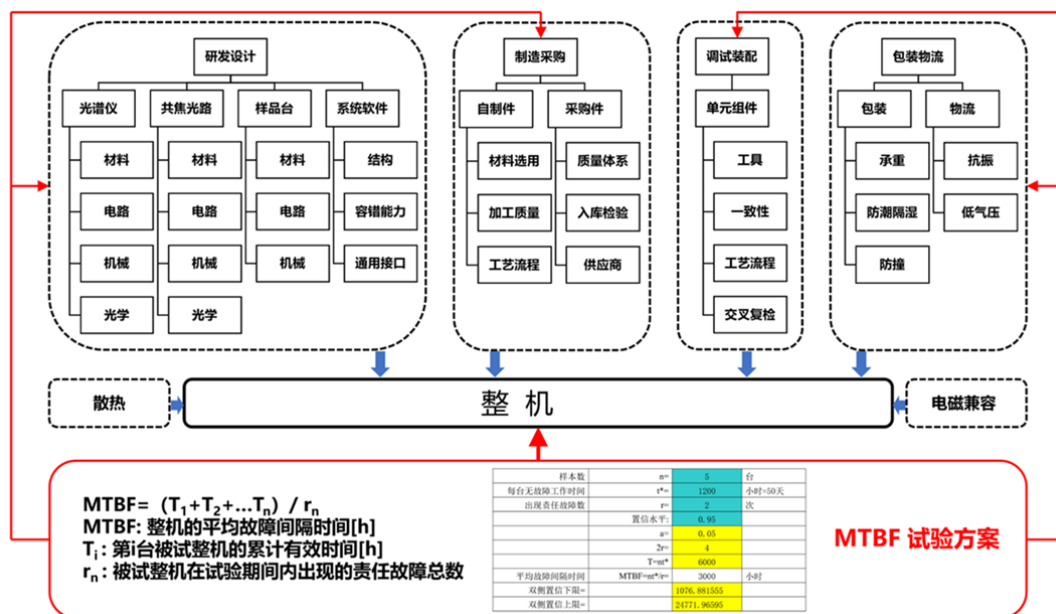 研发设计
制造采购
调试装配
包装物流
光谱仪
共焦光路
样品台
系统软件
自制件
采购件
单元组件
包装
物流
材料
材料
材料
结构
材料选用
质量体系
工具
承重
抗振
电路
电路
电路
容错能力
加工质量
入库检验
一致性
防潮隔湿
低气压
机械
机械
机械
通用接口
工艺流程
供应商
工艺流程
防撞
光学
光学
交叉复检
散热
整 机
电磁兼容
MTBF=（T1+T2+...Tn）/ rn
MTBF: 整机的平均故障间隔时间[h]
Ti : 第i台被试整机的累计有效时间[h]
rn : 被试整机在试验期间内出现的责任故障总数
样本数 n= 5 台
每台无故障工作时间 t*= 1200 小时=50天
出现责任故障数 r= 2 次
置信水平: 0.95
a= 0.05
2r= 4
T=nt* 6000
平均故障间隔时间 MTBF=nt*/r= 3000 小时
双侧置信下限= 1076.881555
双侧置信上限= 24771.96595
MTBF 试验方案